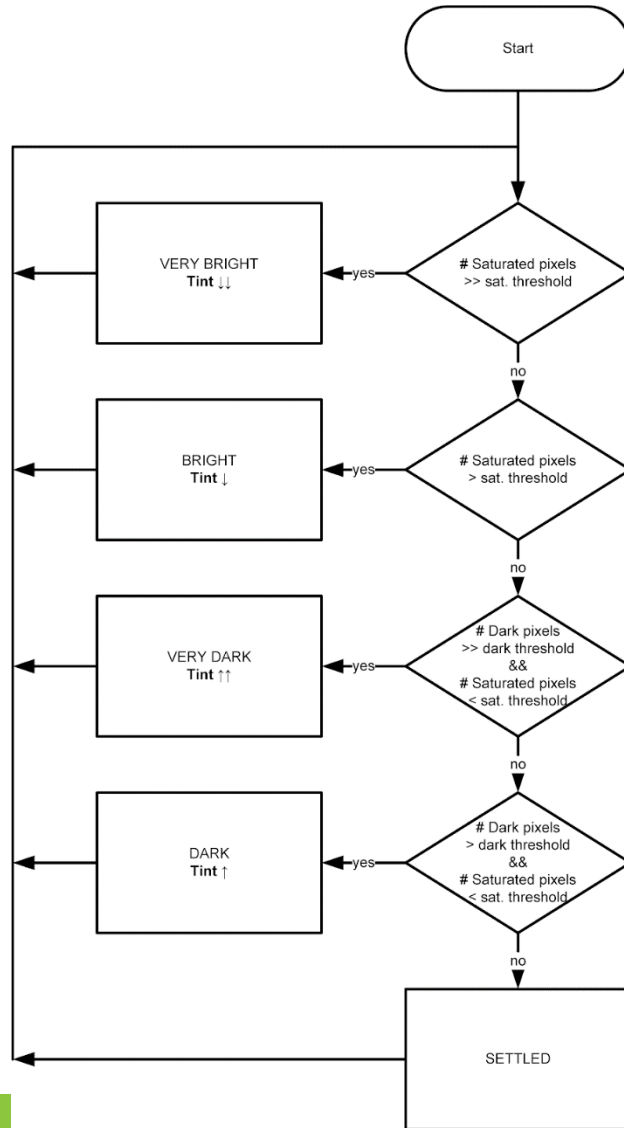 Start
# Saturated pixels
>> sat. threshold
yes
VERY BRIGHT
Tint ↓↓
no
# Saturated pixels
> sat. threshold
yes
BRIGHT
Tint ↓
no
# Dark pixels
>> dark threshold
&&
# Saturated pixels
< sat. threshold
yes
VERY DARK
Tint ↑↑
no
# Dark pixels
> dark threshold
&&
# Saturated pixels
< sat. threshold
yes
DARK
Tint ↑
no
SETTLED